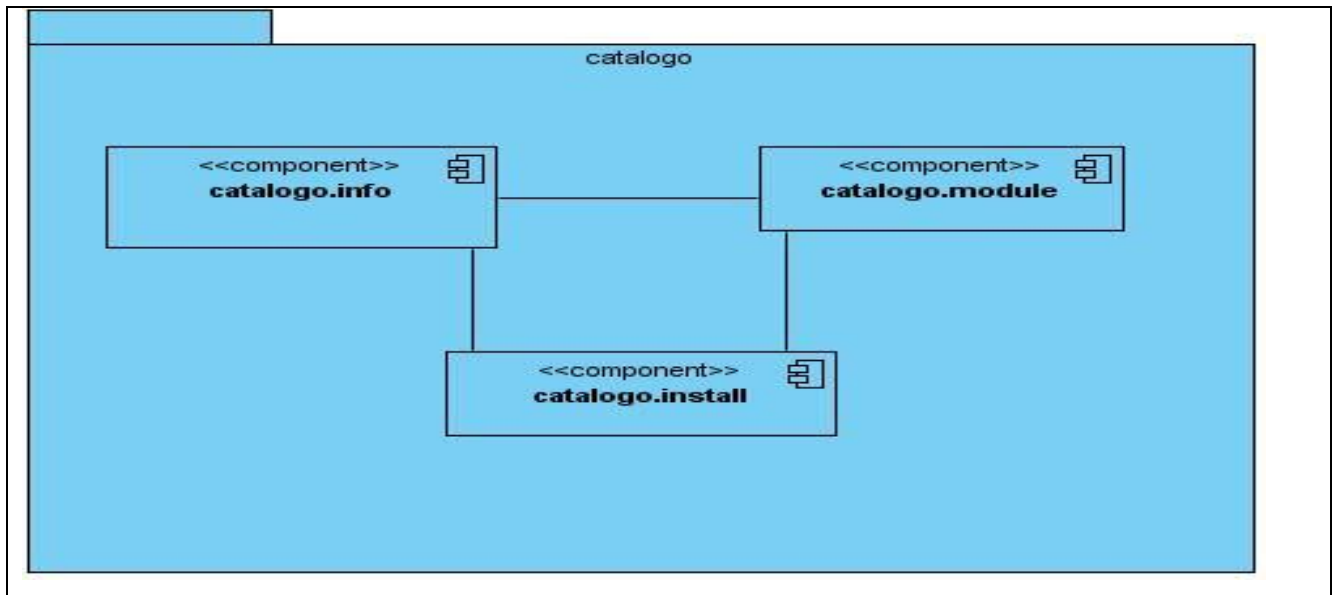 catalogo
<<component>>
catalogo.info
<<component>>
catalogo.module
<<component>>
catalogo.install